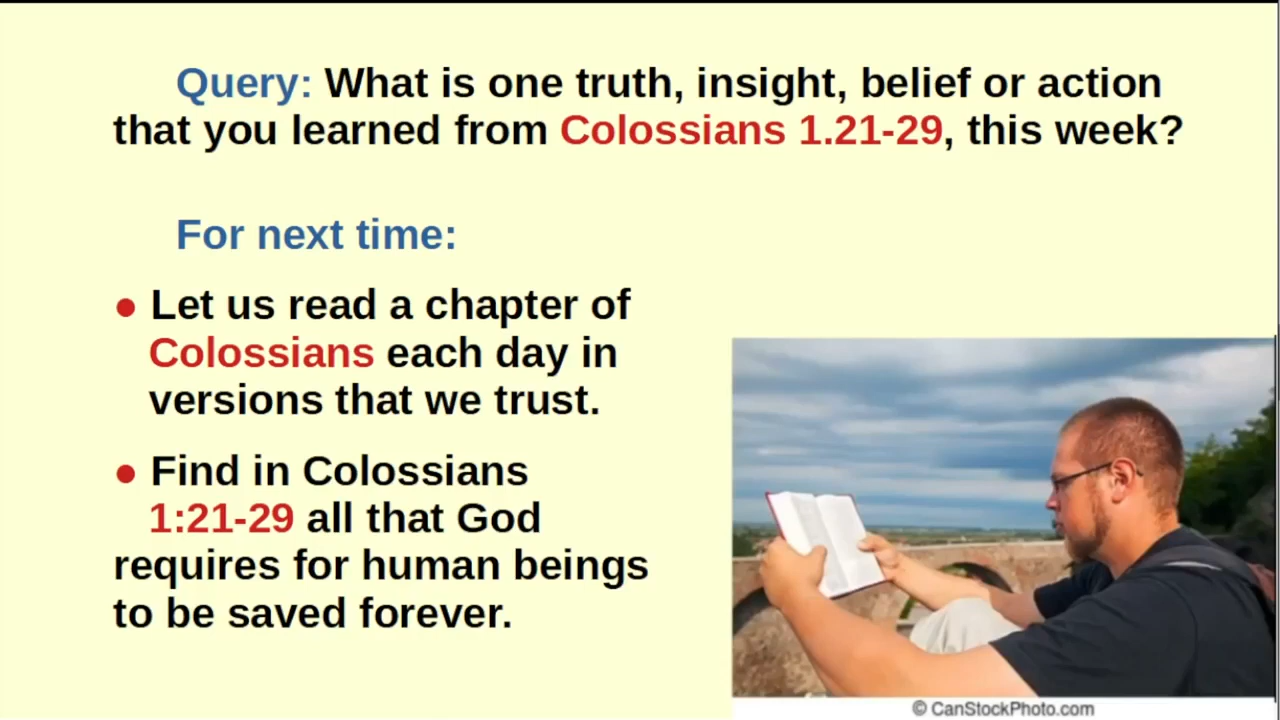 Query: What is one truth, insight, belief or action
that you learned from Colossians 1.21-29, this week?
For next time:
● Let us read a chapter of
Colossians each day in
versions that we trust.
● Find in Colossians
1:21-29 all that God
requires for human beings
to be saved forever.
© CanStockPhoto.com